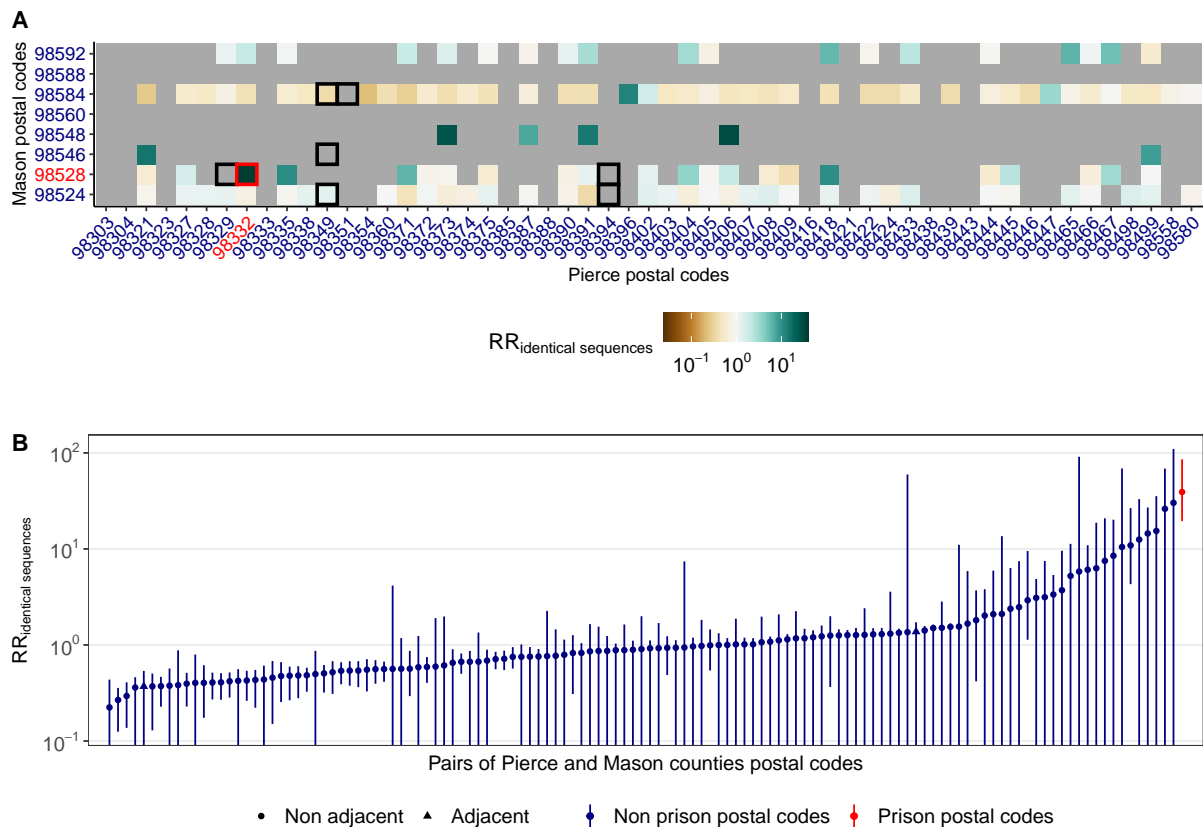 A
Mason postal codes
98592
98588
98584
98560
98548
98546
98528
98524
98303 98304 98321 98323 98327 98328 98329 98332 98333 98335 98338 98349 98351 98354 98360 98371 98372 98373 98374 98375 98385 98387 98388 98390 98391 98394 98396 98402 98403 98404 98405 98406 98407 98408 98409 98416 98418 98421 98422 98424 98433 98438 98439 98443 98444 98445 98446 98447 98465 98466 98467 98498 98499 98558 98580
Pierce postal codes
RR identical sequences
10⁻¹ 10⁰ 10¹
B
RR identical sequences
10²
10¹
10⁰
10⁻¹
Pairs of Pierce and Mason counties postal codes
Non adjacent Adjacent Non prison postal codes Prison postal codes